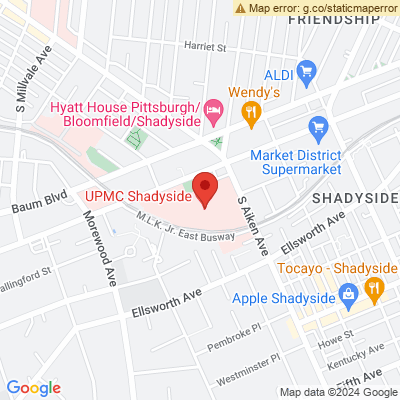 Map error: g.co/staticmaperror
FRIENDSHIP
Harriet St
S Millvale Ave
ALDI
Wendy's
Hyatt House Pittsburgh/
Bloomfield/Shadyside
Market District
Supermarket
UPMC Shadyside
Baum Blvd
SHADYSIDE
S Aiken Ave
M.L.K. Jr. East Busway
Morewood Ave
Ellsworth Ave
allingford St
Tocayo - Shadyside
Ellsworth Ave
Apple Shadyside
Pembroke Pl
Howe St
Kentucky Ave
Westminster Pl
Fifth Ave
Google
Map data ©2024 Google